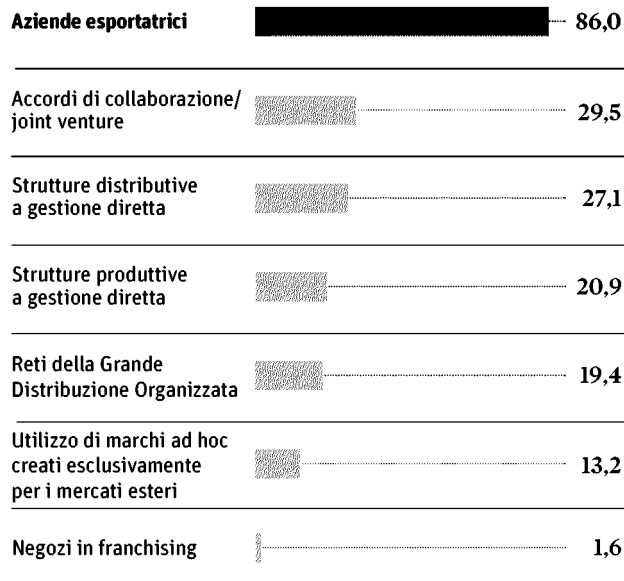 Aziende esportatrici 86,0
Accordi di collaborazione/
joint venture 29,5
Strutture distributive
a gestione diretta 27,1
Strutture produttive
a gestione diretta 20,9
Reti della Grande
Distribuzione Organizzata 19,4
Utilizzo di marchi ad hoc
creati esclusivamente 13,2
per i mercati esteri
Negozi in franchising 1,6